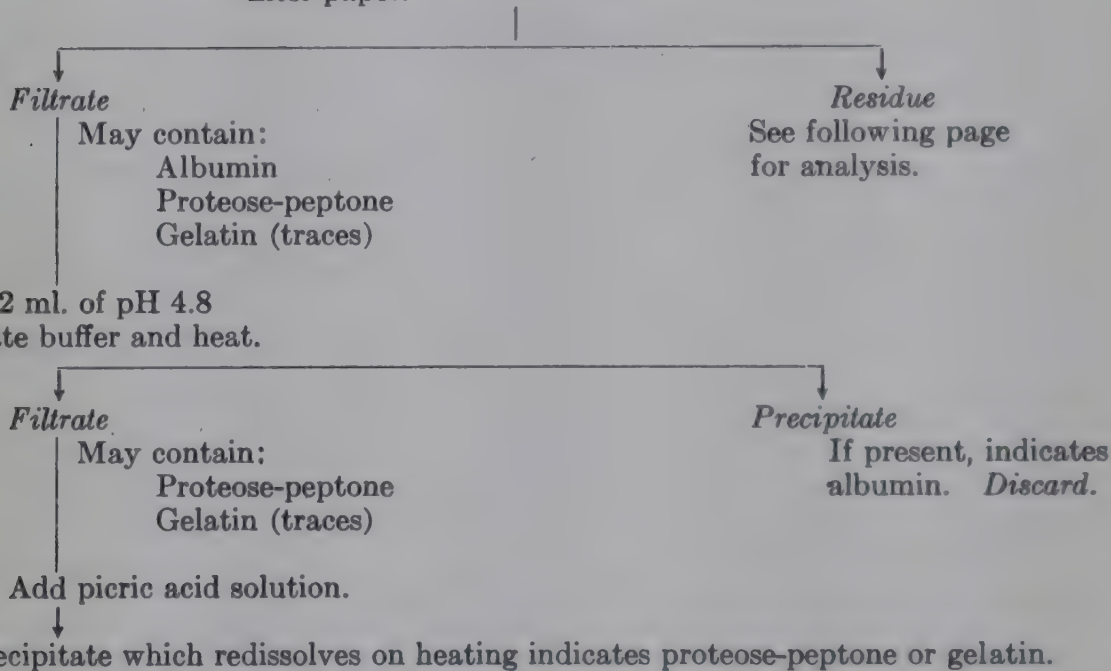 Filtrate
May contain:
Albumin
Proteose-peptone
Gelatin (traces)
Residue
See following page
for analysis.
2 ml. of pH 4.8
buffer and heat.
Filtrate
May contain:
Proteose-peptone
Gelatin (traces)
Precipitate
If present, indicates
albumin. Discard.
Add picric acid solution.
which redissolves on heating indicates proteose-peptone or gelatin.